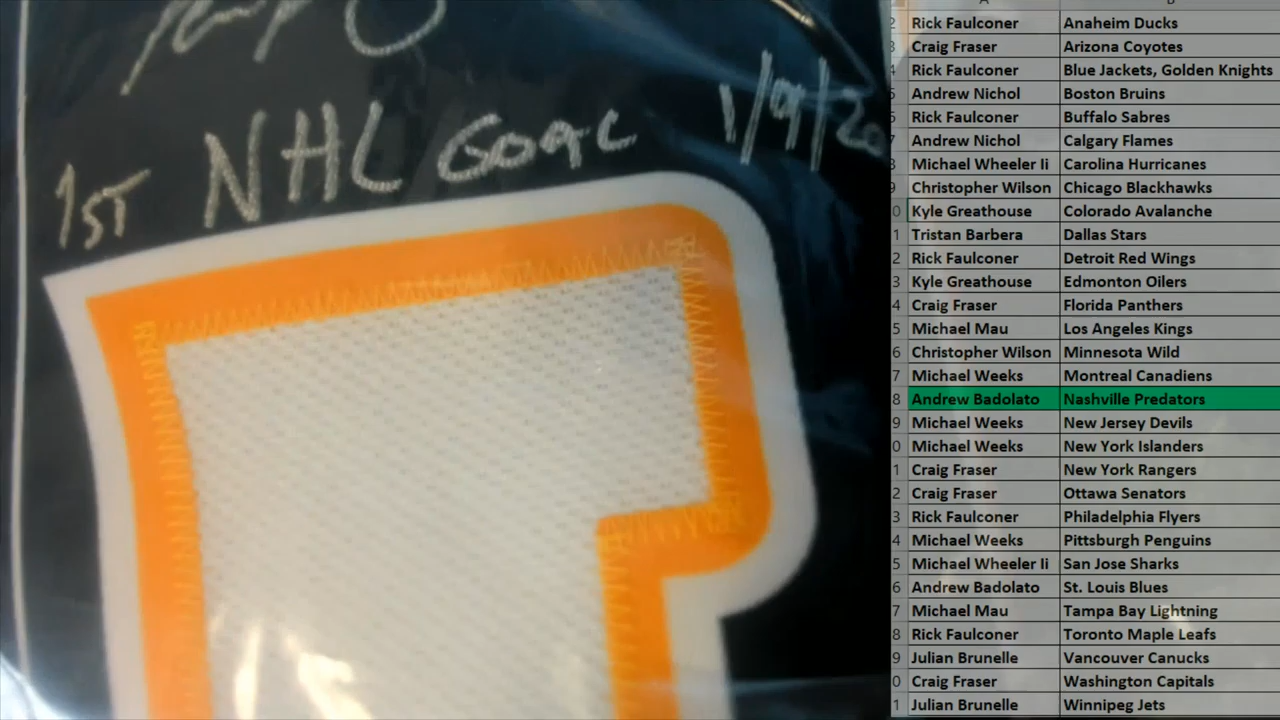 1ST NHL GOAL 1/9/20
Rick Faulconer Anaheim Ducks
Craig Fraser Arizona Coyotes
Rick Faulconer Blue Jackets, Golden Knights
Andrew Nichol Boston Bruins
Rick Faulconer Buffalo Sabres
Andrew Nichol Calgary Flames
Michael Wheeler Ii Carolina Hurricanes
Christopher Wilson Chicago Blackhawks
Kyle Greathouse Colorado Avalanche
Tristan Barbera Dallas Stars
Rick Faulconer Detroit Red Wings
Kyle Greathouse Edmonton Oilers
Craig Fraser Florida Panthers
Michael Mau Los Angeles Kings
Christopher Wilson Minnesota Wild
Michael Weeks Montreal Canadiens
Andrew Badolato Nashville Predators
Michael Weeks New Jersey Devils
Michael Weeks New York Islanders
Craig Fraser New York Rangers
Craig Fraser Ottawa Senators
Rick Faulconer Philadelphia Flyers
Michael Weeks Pittsburgh Penguins
Michael Wheeler Ii San Jose Sharks
Andrew Badolato St. Louis Blues
Michael Mau Tampa Bay Lightning
Rick Faulconer Toronto Maple Leafs
Julian Brunelle Vancouver Canucks
Craig Fraser Washington Capitals
Julian Brunelle Winnipeg Jets